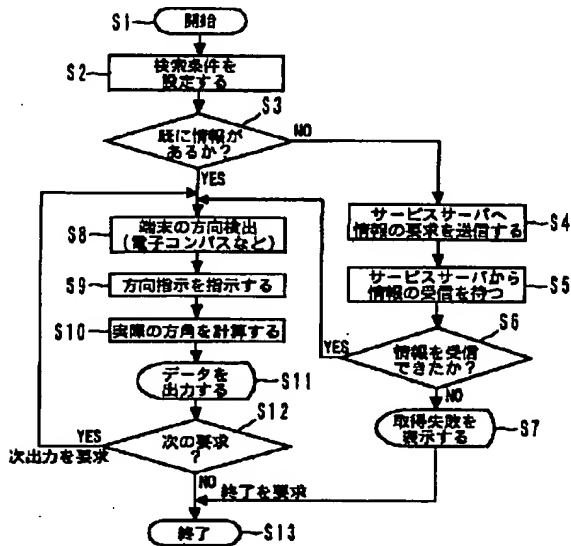 S1
開始
S2
検索条件を
設定する
S3
既に情報が
あるか?
NO
YES
S4
サービスサーバへ
情報の要求を送信する
S5
サービスサーバから
情報の受信を待つ
S6
情報を受信
できたか?
YES
NO
S7
取得失敗を
表示する
S8
端末の方向検出
(電子コンパスなど)
S9
方向指示を指示する
S10
実際の方角を計算する
S11
データを
出力する
S12
次の要求
?
YES
次出力を要求
NO
終了を要求
終了
S13